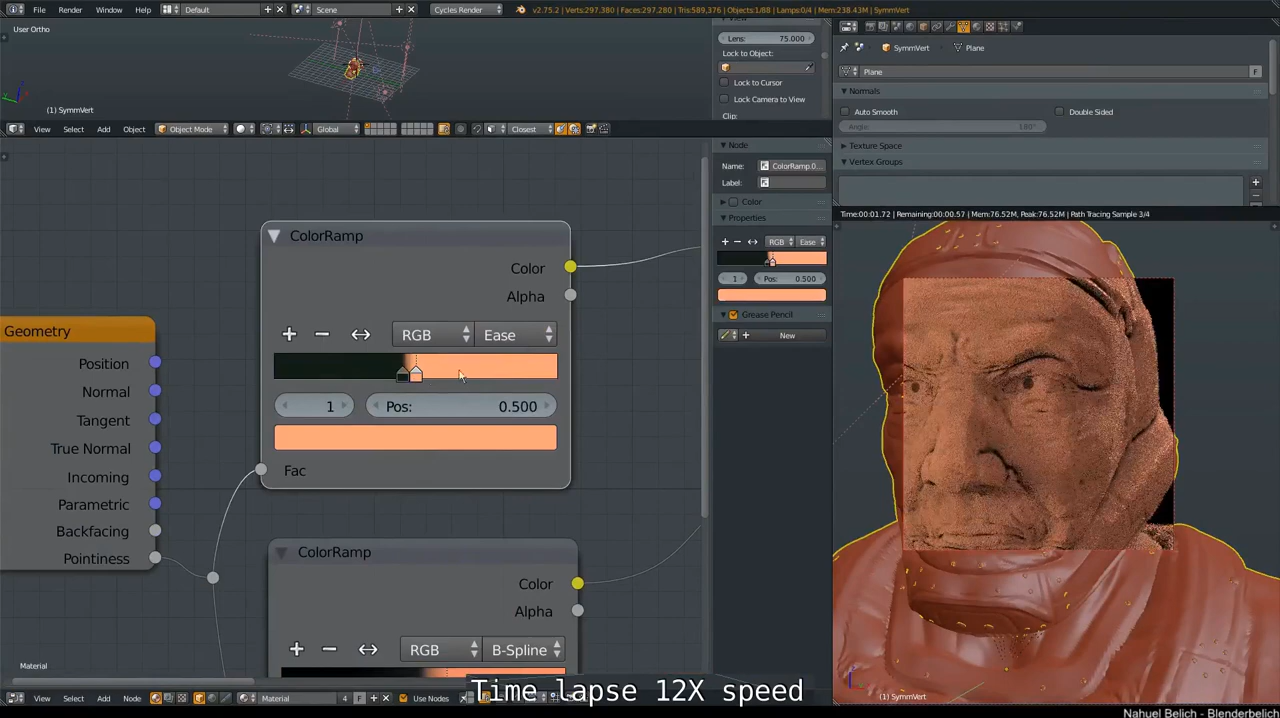 File Render Window Help Default Scene Cycles Render v2.75.2 | Verts:297,380 | Faces:297,280 | Tris:589,376 | Objects:1/88 | Lamps:0/4 | Mem:238.43M | SymmVert
User Ortho
(1) SymmVert
View
Lens: 75.000
Lock to Object:
Lock to Cursor
Lock Camera to View
Clip:
View Select Add Object Object Mode Global Closest
SymmVert Plane
Plane F
Normals
Auto Smooth Double Sided
Angle: 180°
Texture Space
Vertex Groups
Time:00:01.72 | Remaining:00:00.57 | Mem:76.52M, Peak:76.52M | Path Tracing Sample 3/4
Node
Name: ColorRamp.0...
Label:
Color
Properties
RGB Ease
1 Pos: 0.500
Grease Pencil
New
ColorRamp
Color
Alpha
RGB Ease
1 Pos: 0.500
Fac
Geometry
Position
Normal
Tangent
True Normal
Incoming
Parametric
Backfacing
Pointiness
ColorRamp
Color
Alpha
RGB B-Spline
Material
View Select Add Node Material 4 F Use Nodes
(1) SymmVert
Time lapse 12X speed
Nahuel Belich - Blenderbelich